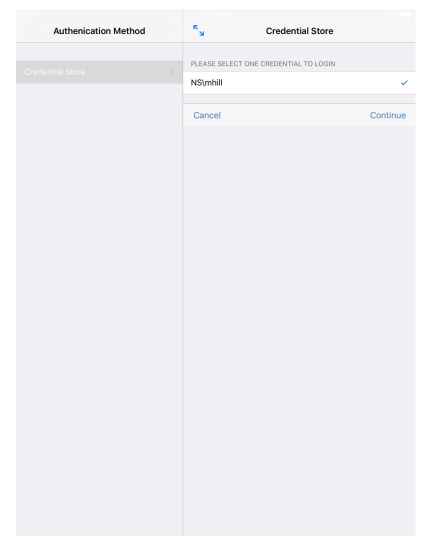 Authenication Method
Credential Store
Credential Store
PLEASE SELECT ONE CREDENTIAL TO LOGIN
NS\mhill
Cancel
Continue